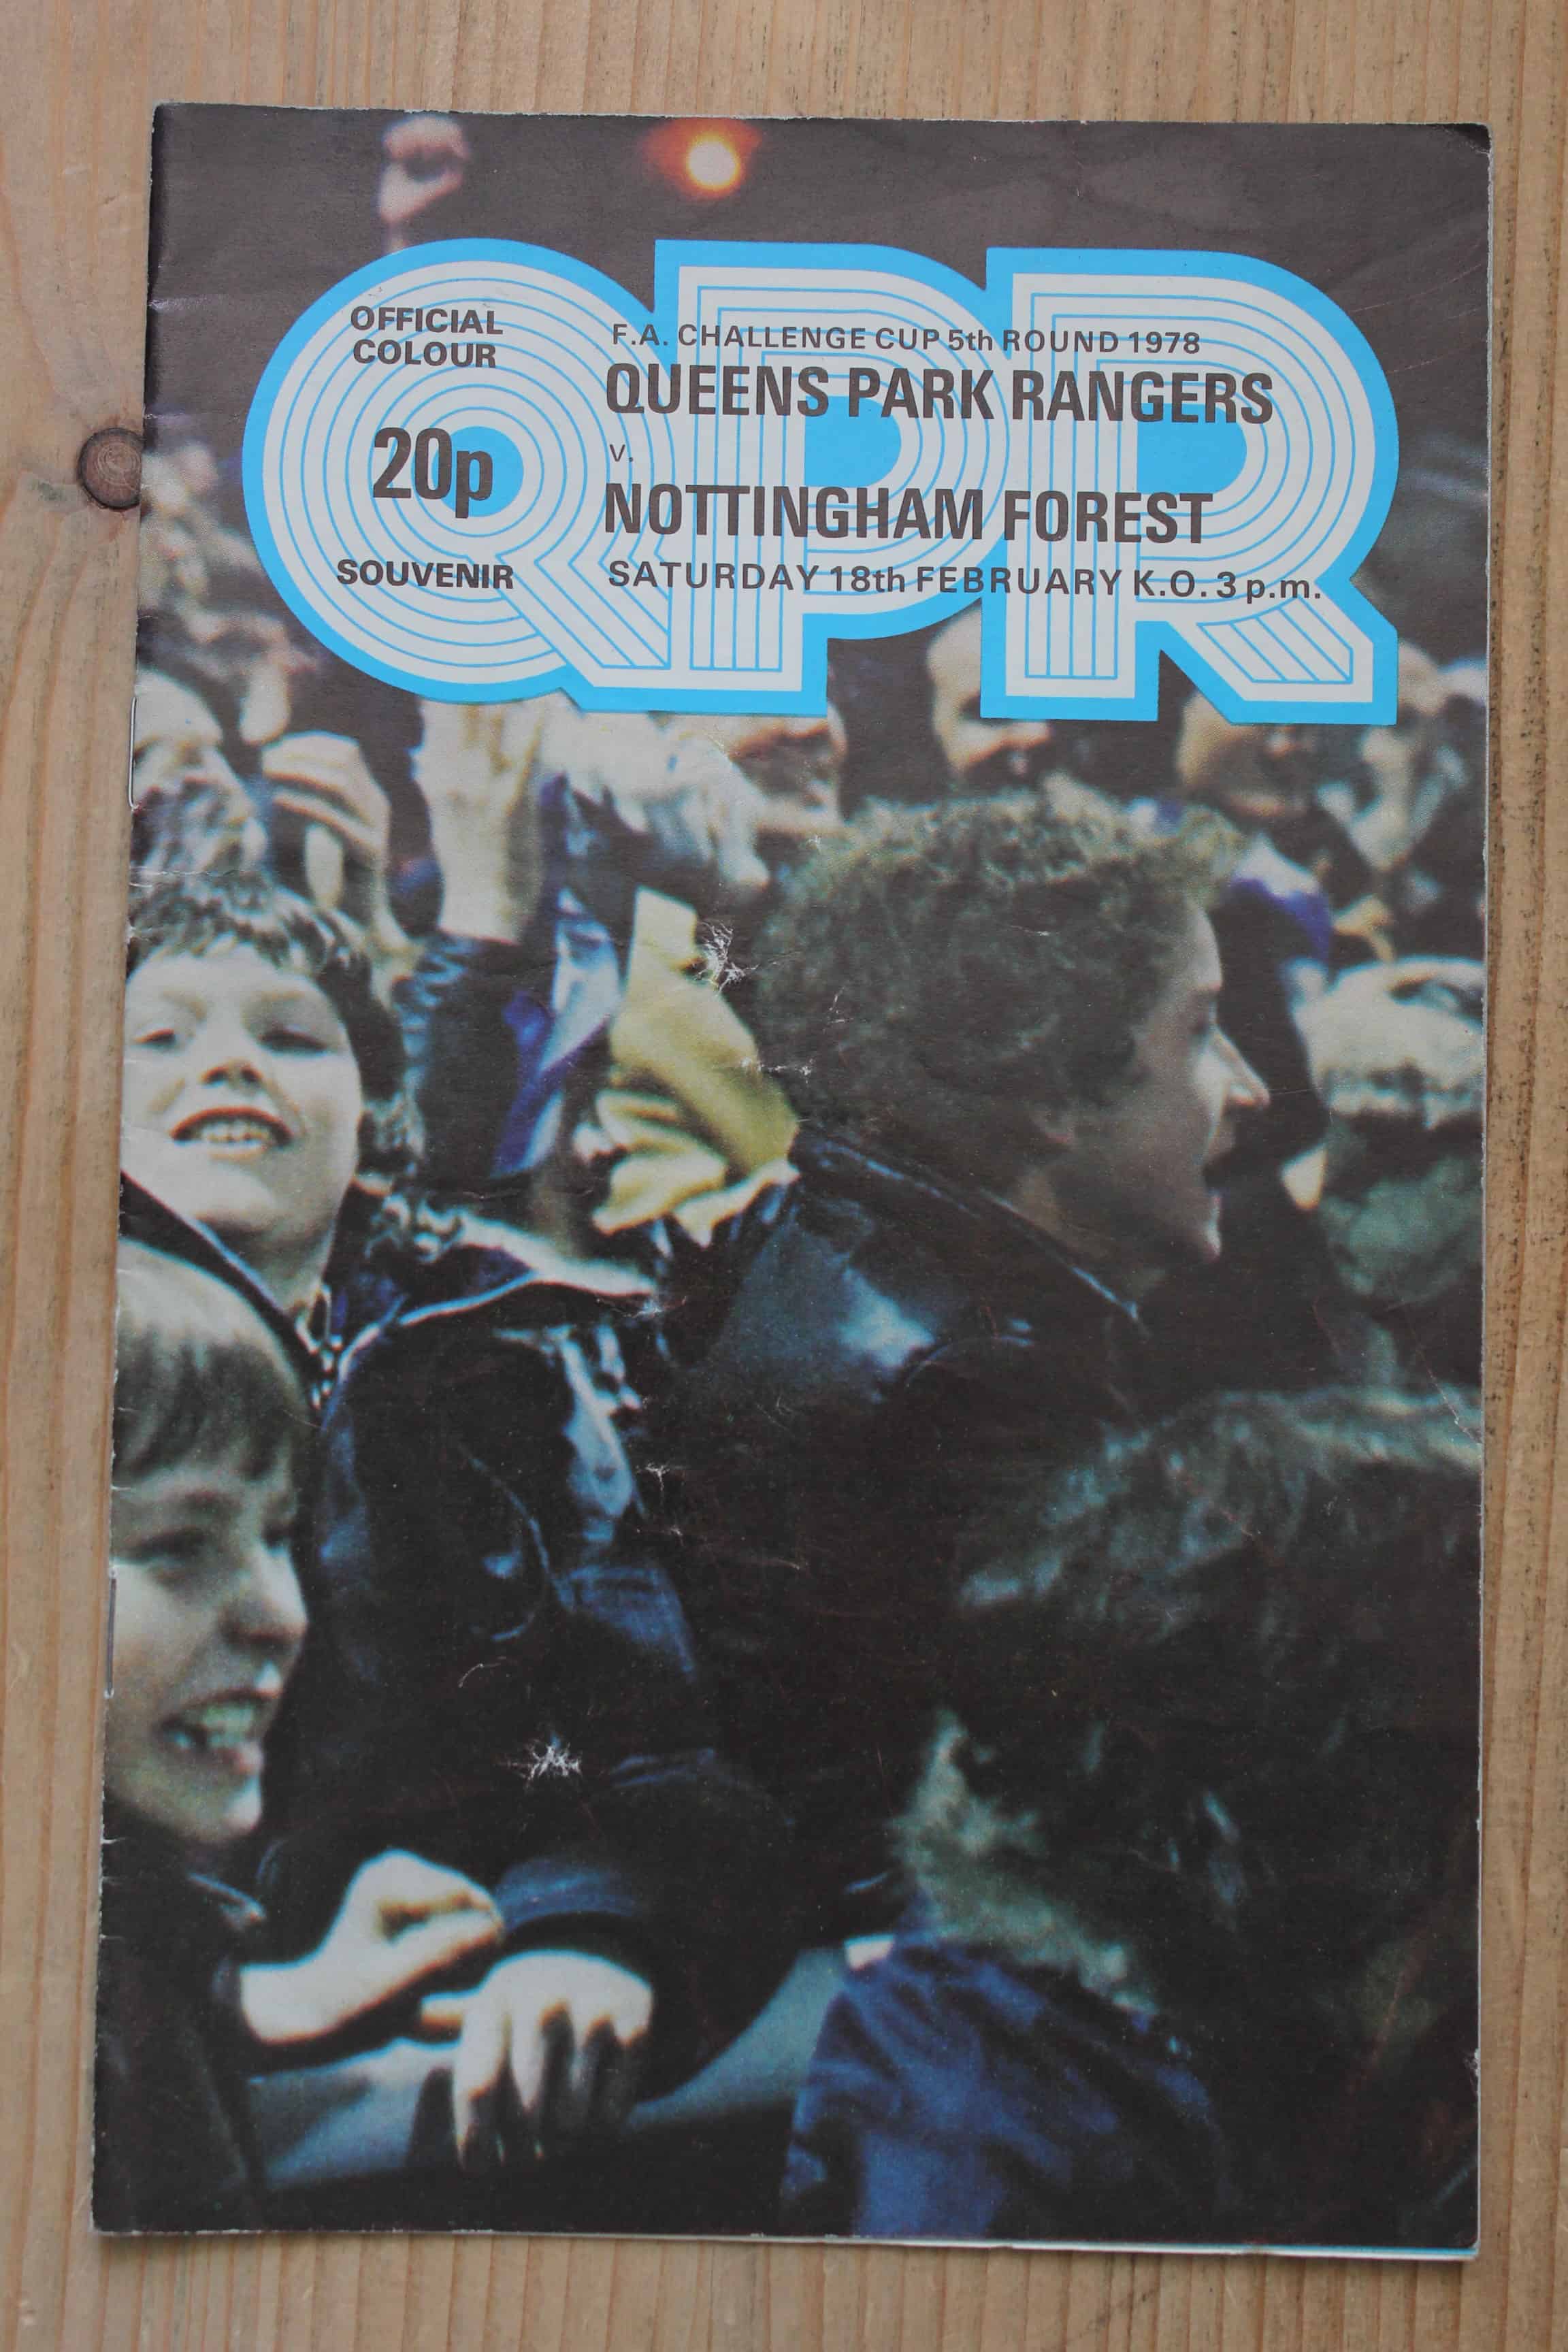 QPR
OFFICIAL
COLOUR
20p
SOUVENIR
F.A. CHALLENGE CUP 5th ROUND 1978
QUEENS PARK RANGERS
v.
NOTTINGHAM FOREST
SATURDAY 18th FEBRUARY K.O. 3 p.m.